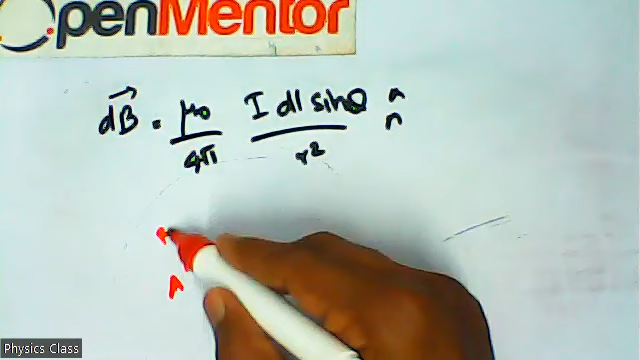 OpenMentor
dB⃗ = μ₀/4π I dl sinθ/r² n̂
Physics Class